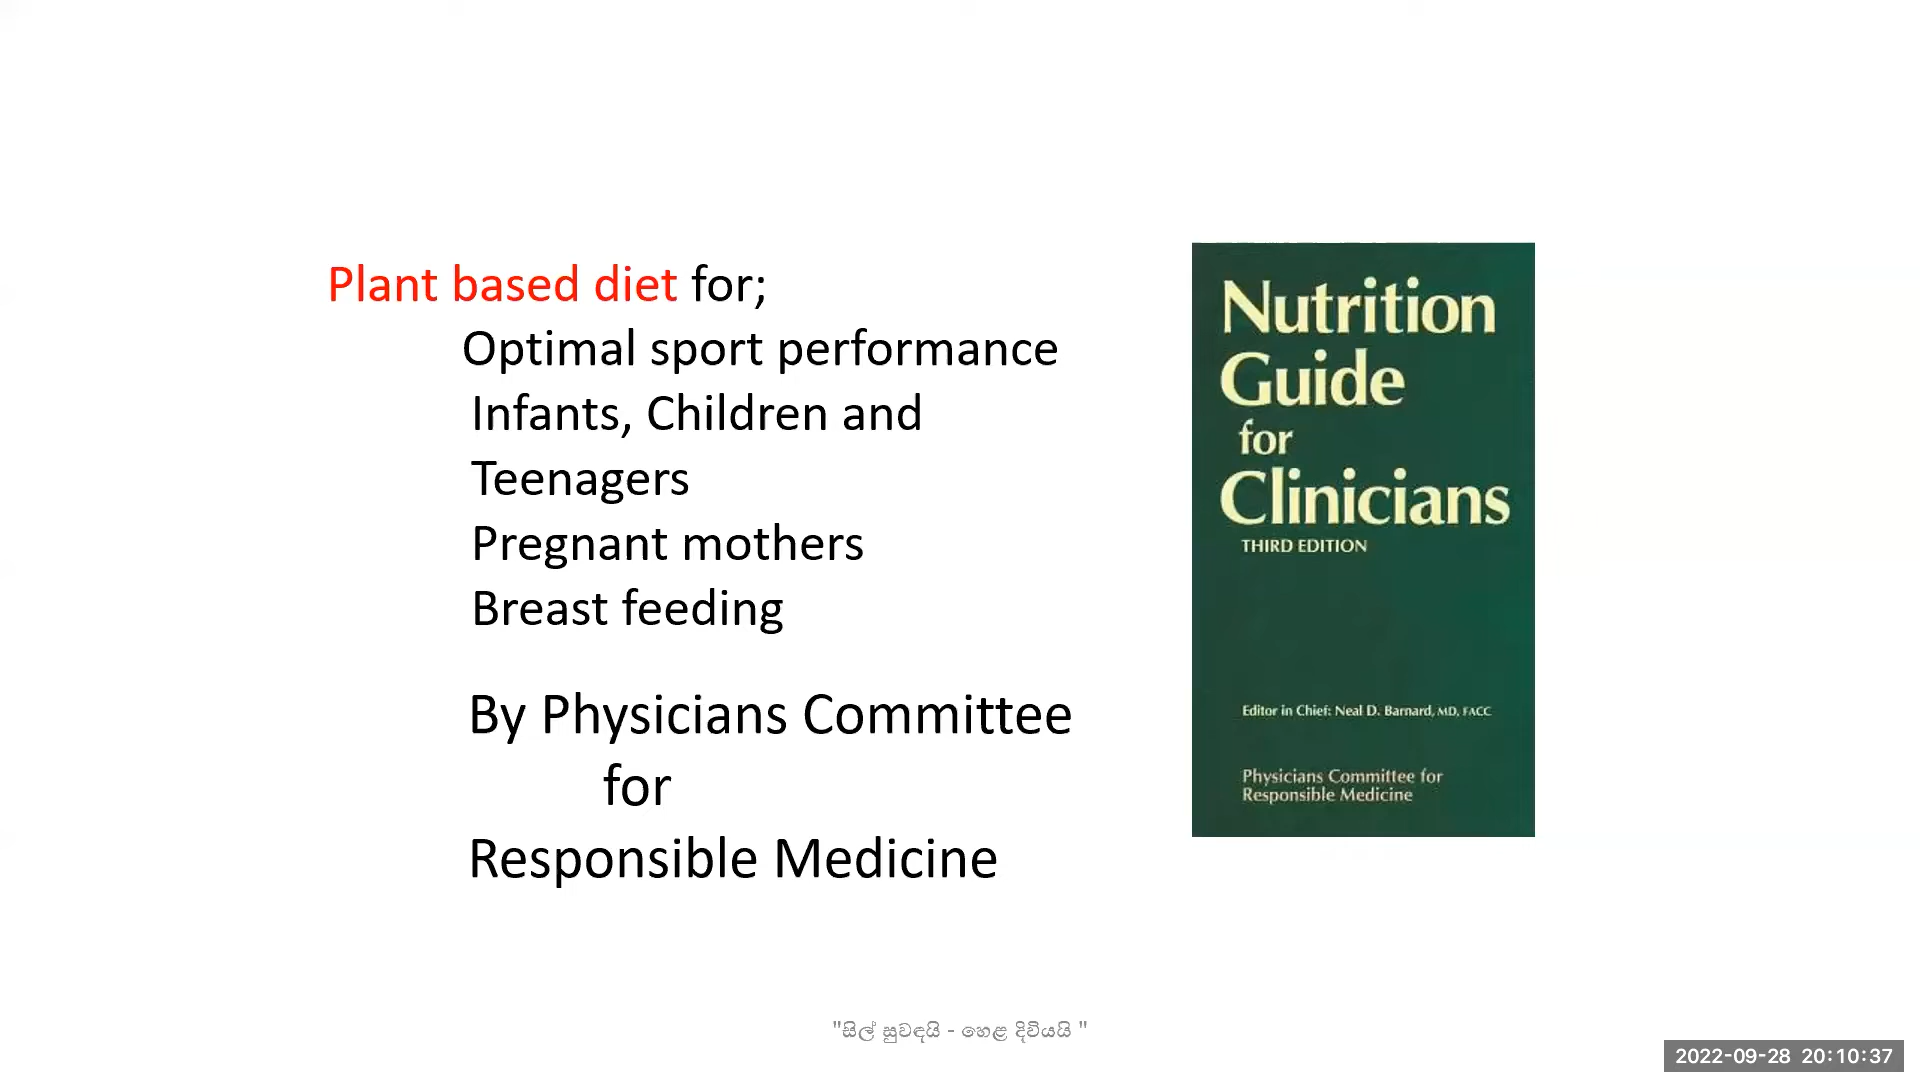 Plant based diet for;
Optimal sport performance
Infants, Children and
Teenagers
Pregnant mothers
Breast feeding
By Physicians Committee
for
Responsible Medicine
Nutrition
Guide
for
Clinicians
THIRD EDITION
Editor in Chief: Neal D. Barnard, MD, FACC
Physicians Committee for
Responsible Medicine
"සිල් සුවඳයි - හෙළ දිවියයි "
2022-09-28 20:10:37